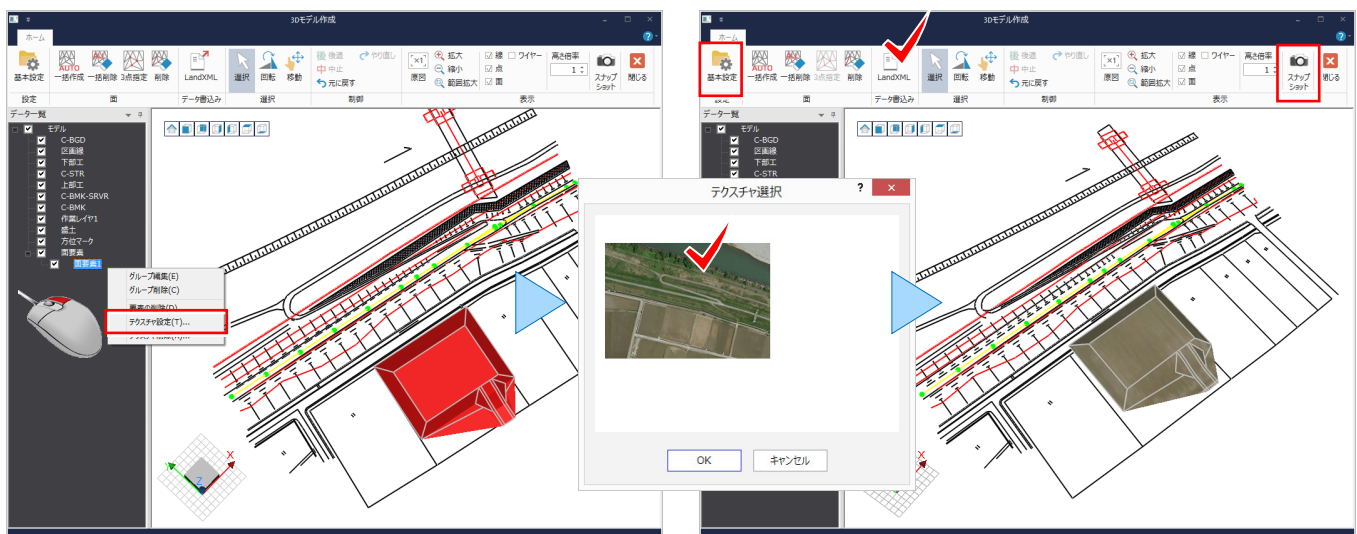 3Dモデル作成
ホーム
基本設定
AUTO
一括作成
一括削除
3点指定
削除
LandXML
選択
回転
移動
後退
やり直し
中止
元に戻す
×1
原図
拡大
縮小
範囲拡大
線
ワイヤー
点
面
高さ倍率
1
スナップ
ショット
閉じる
設定
面
データ書込み
選択
制御
表示
データ一覧
モデル
C-BGD
区画線
下部工
C-STR
上部工
C-BMK-SRVR
C-BMK
作業レイヤ1
盛土
方位マーク
面要素
面要素1
グループ編集(E)
グループ削除(C)
要素の削除(D)
テクスチャ設定(T)...
X
Y
Z
テクスチャ選択
?
OK
キャンセル
3Dモデル作成
ホーム
基本設定
AUTO
一括作成
一括削除
3点指定
削除
LandXML
選択
回転
移動
後退
やり直し
中止
元に戻す
×1
原図
拡大
縮小
範囲拡大
線
ワイヤー
点
面
高さ倍率
1
スナップ
ショット
閉じる
設定
面
データ書込み
選択
制御
表示
データ一覧
モデル
C-BGD
区画線
下部工
C-STR
X